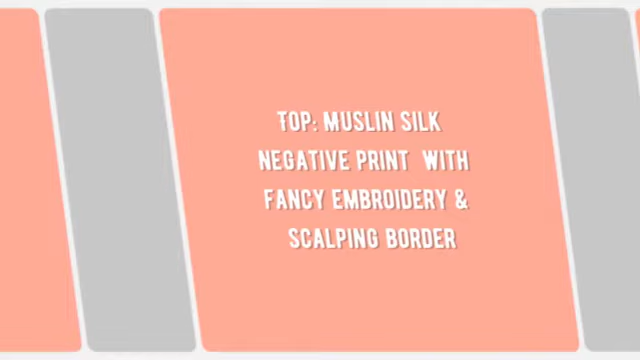 TOP: MUSLIN SILK
NEGATIVE PRINT WITH
FANCY EMBROIDERY &
SCALPING BORDER